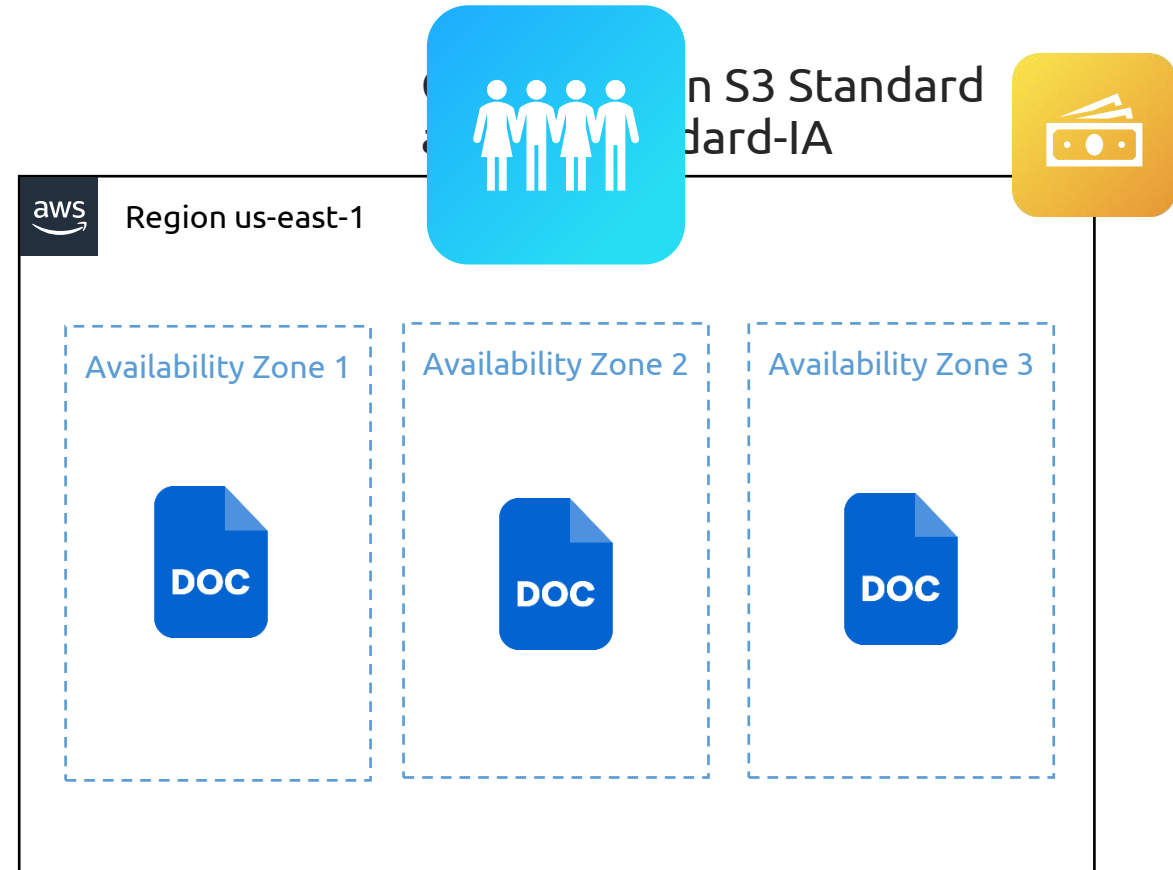 n S3 Standard
dard-IA
aws
Region us-east-1
Availability Zone 1
Availability Zone 2
Availability Zone 3
DOC
DOC
DOC